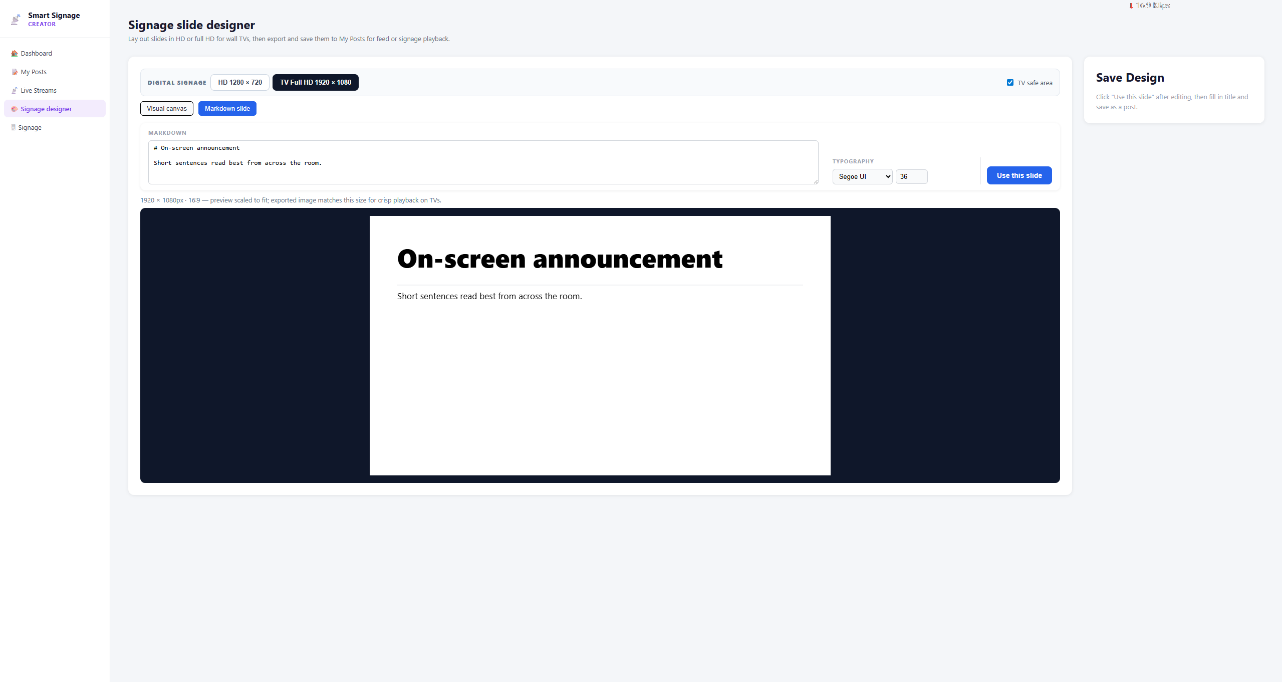 Smart Signage
CREATOR
Dashboard
My Posts
Live Streams
Signage designer
Signage
Signage slide designer
Lay out slides in HD or full HD for wall TVs, then export and save them to My Posts for feed or signage playback.
DIGITAL SIGNAGE HD 1280 × 720 TV Full HD 1920 × 1080 TV safe area
Visual canvas Markdown slide
MARKDOWN
# On-screen announcement
Short sentences read best from across the room.
TYPOGRAPHY
Segoe UI 36
Use this slide
1920 × 1080px · 16:9 — preview scaled to fit; exported image matches this size for crisp playback on TVs.
On-screen announcement
Short sentences read best from across the room.
Save Design
Click "Use this slide" after editing, then fill in title and
save as a post.